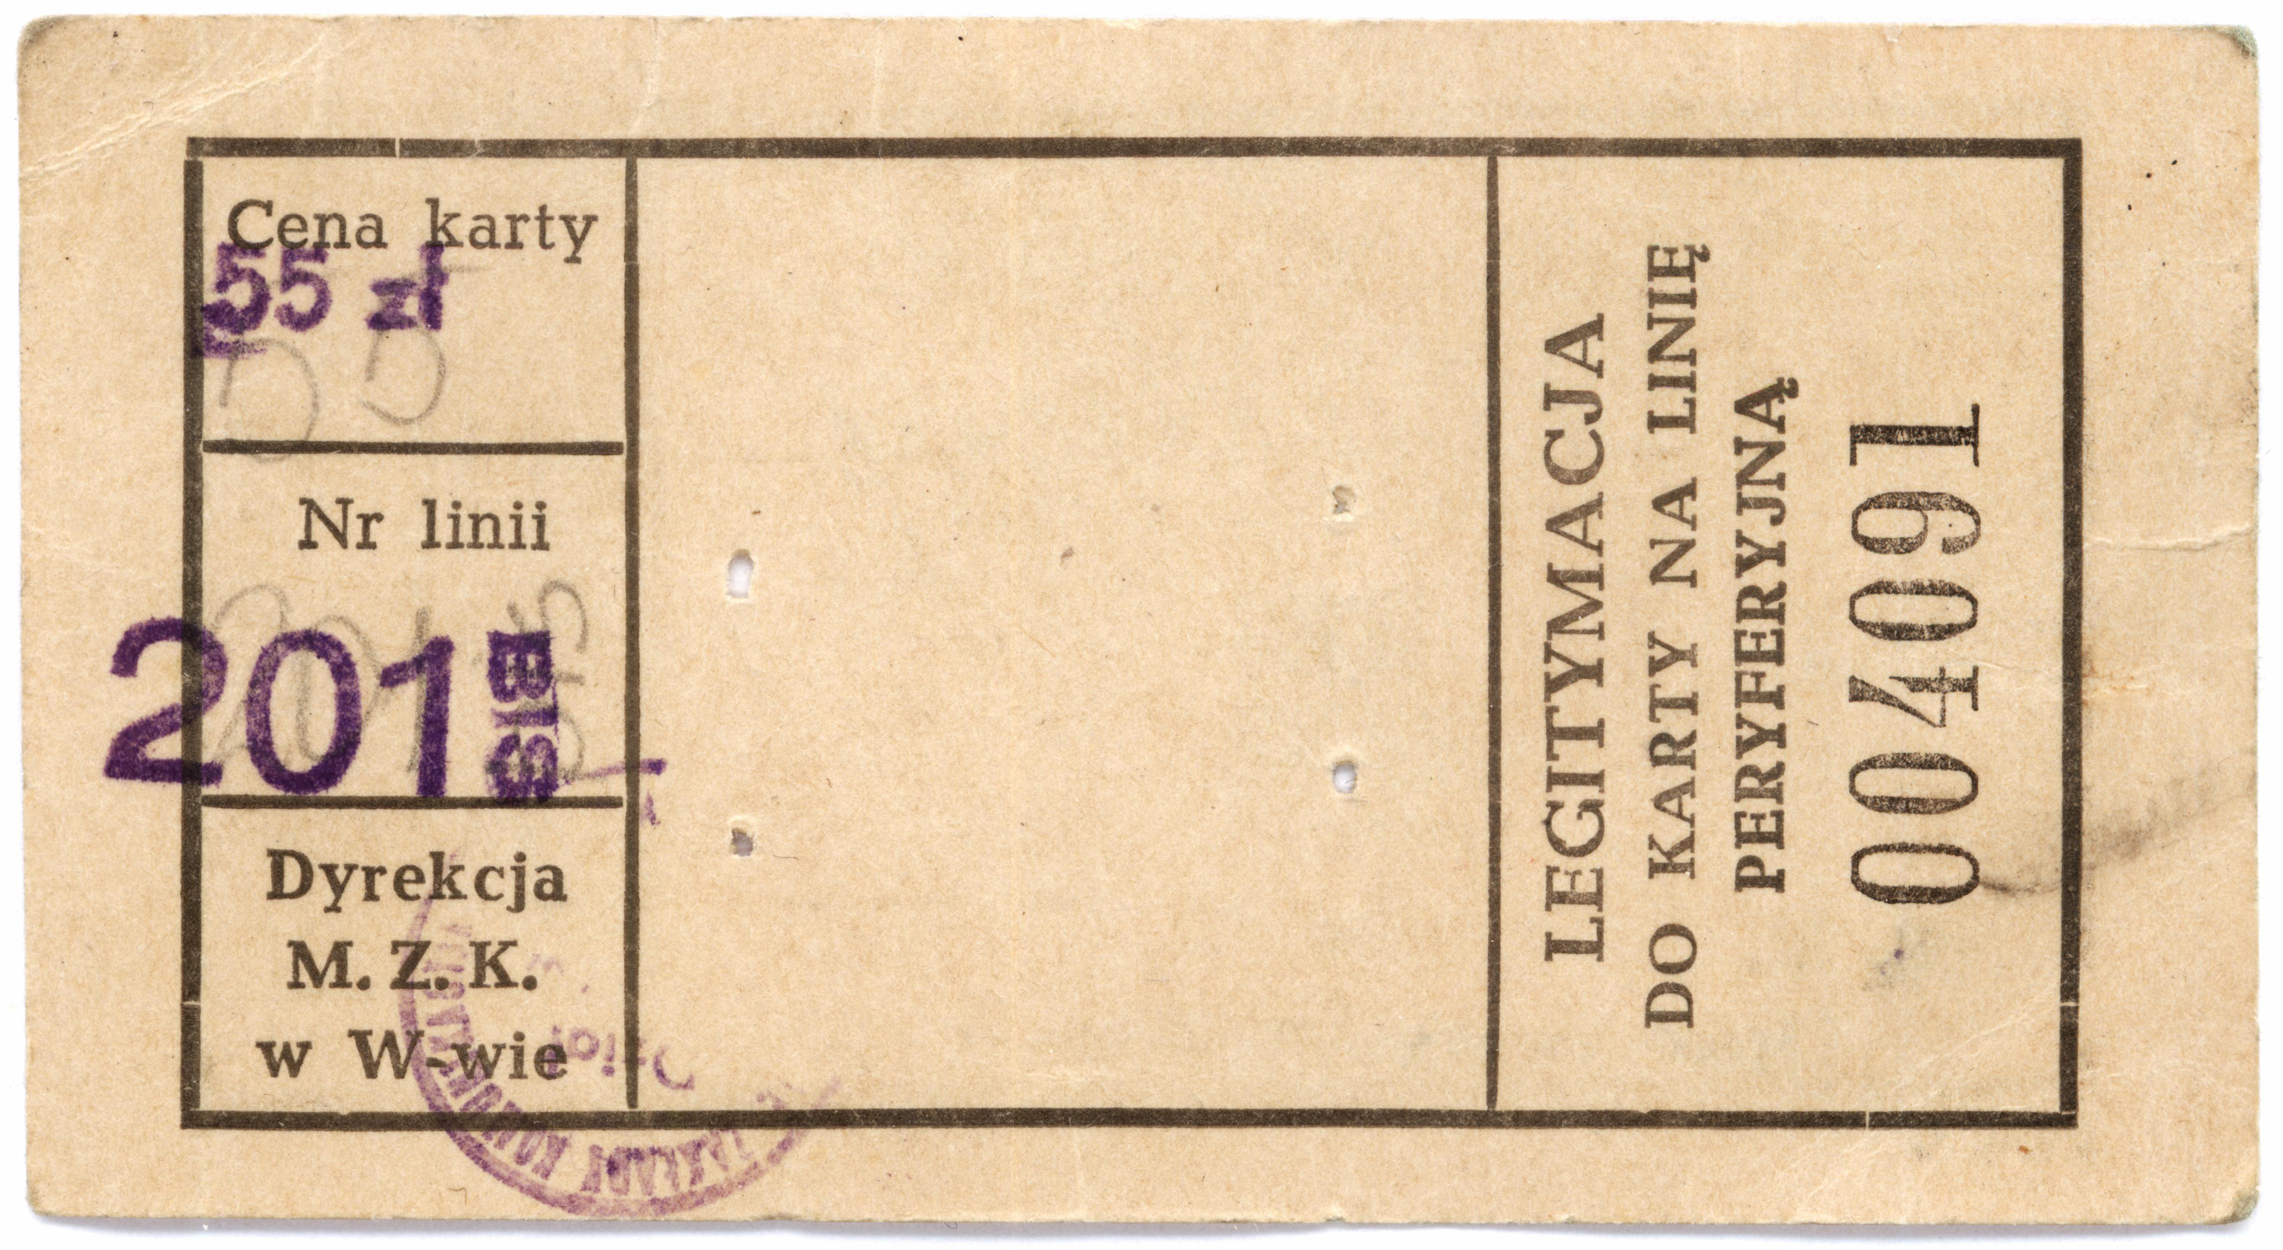 Cena karty
55 zł
Nr linii
201 BIS
Dyrekcja
M. Z. K.
w W-wie
LEGITYMACJA
DO KARTY NA LINIĘ
PERYFERYJNĄ
004091